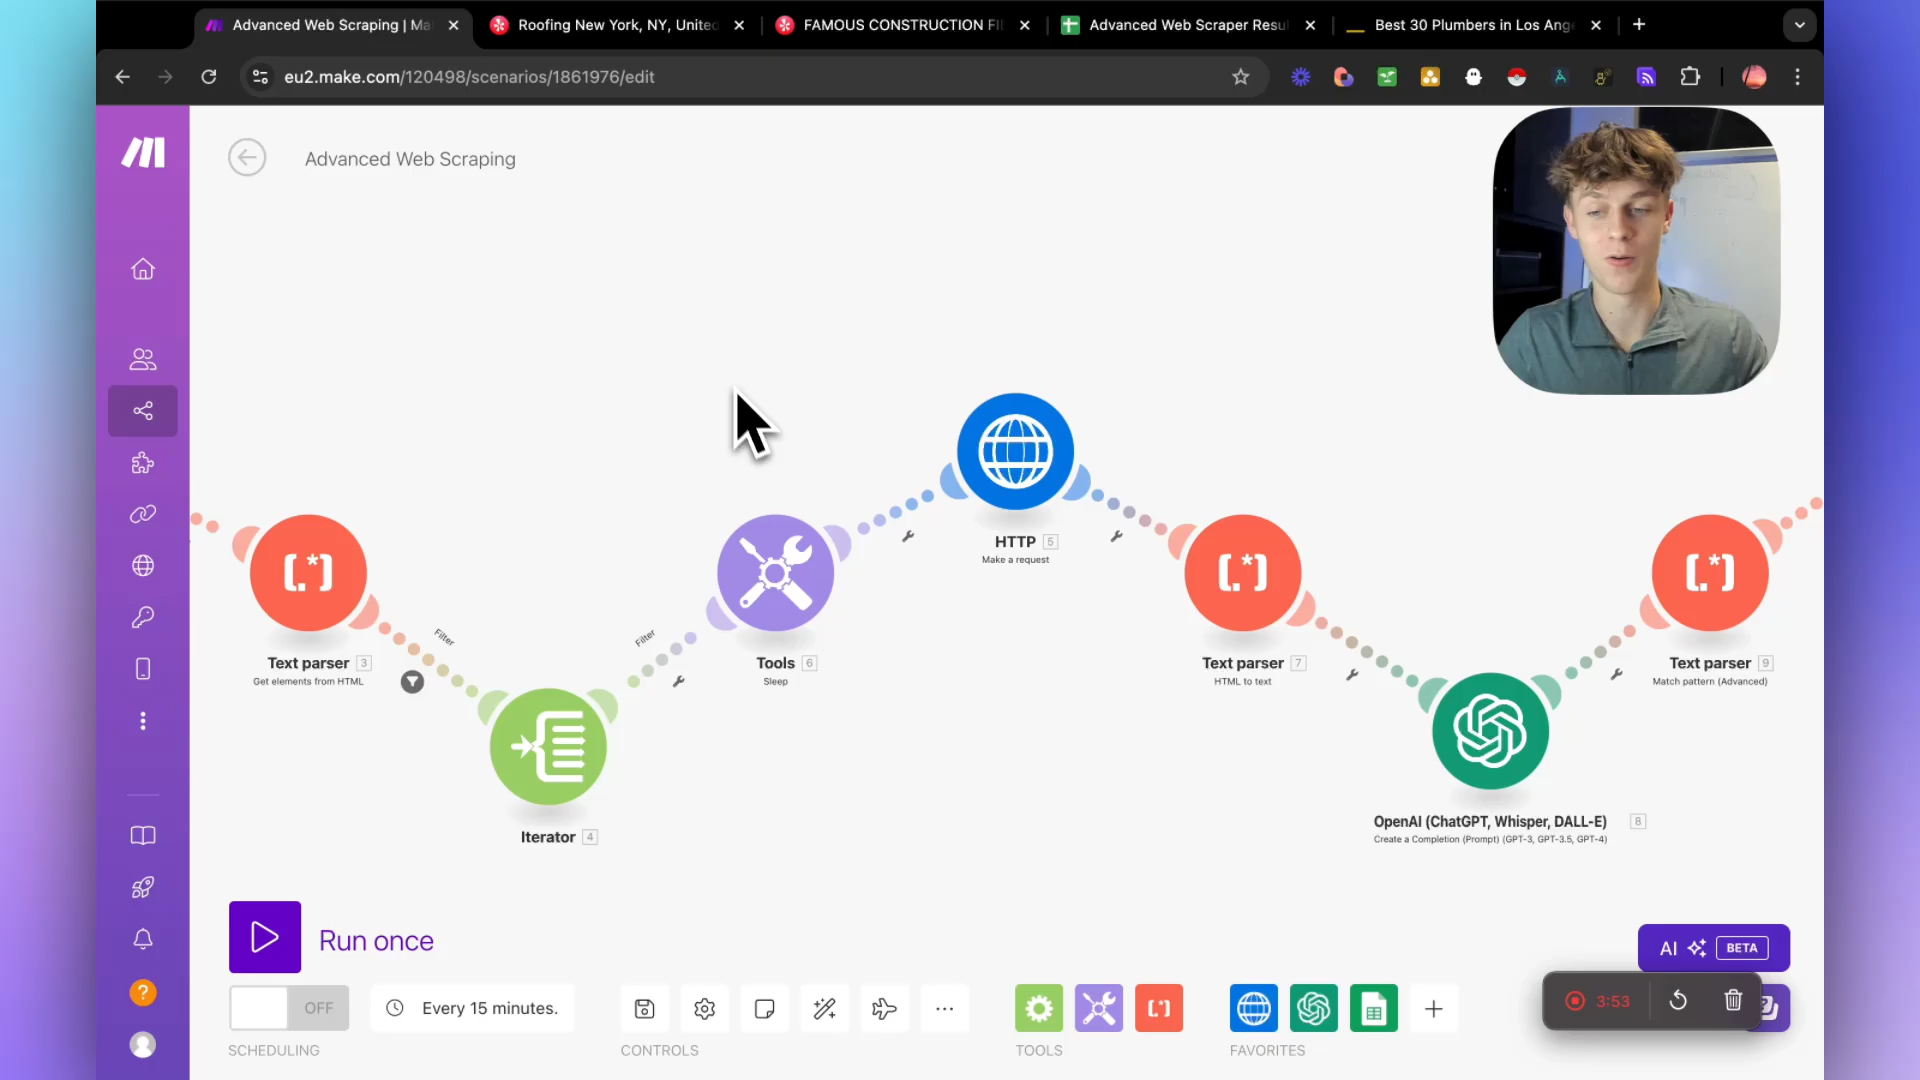 Advanced Web Scraping | Ma
Roofing New York, NY, United
FAMOUS CONSTRUCTION FI
Advanced Web Scraper Resu
Best 30 Plumbers in Los Ang
eu2.make.com/120498/scenarios/1861976/edit
Advanced Web Scraping
HTTP 5
Make a request
Text parser 3
Get elements from HTML
Filter
Filter
Tools 6
Sleep
Text parser 7
HTML to text
Text parser 9
Match pattern (Advanced)
Iterator 4
OpenAI (ChatGPT, Whisper, DALL-E) 8
Create a Completion (Prompt) (GPT-3, GPT-3.5, GPT-4)
Run once
AI BETA
OFF
Every 15 minutes.
3:53
SCHEDULING
CONTROLS
TOOLS
FAVORITES